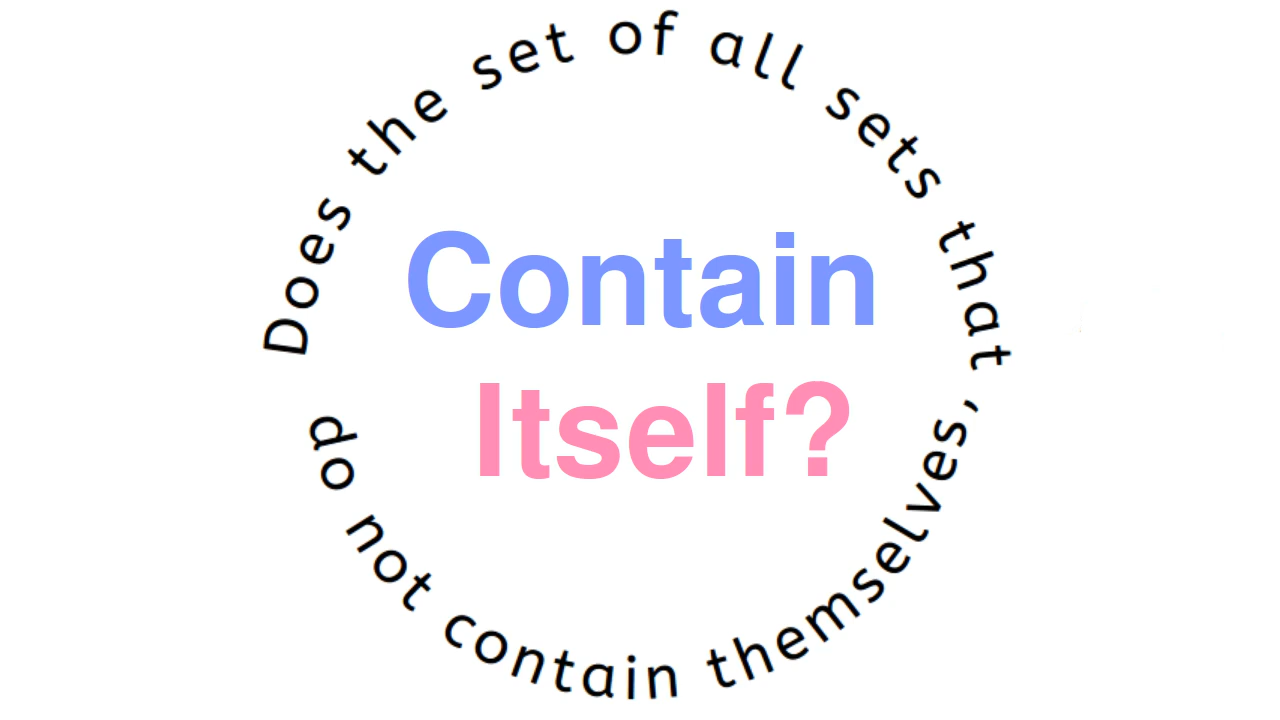 Does the set of all sets that
do not contain themselves,
Contain
Itself?